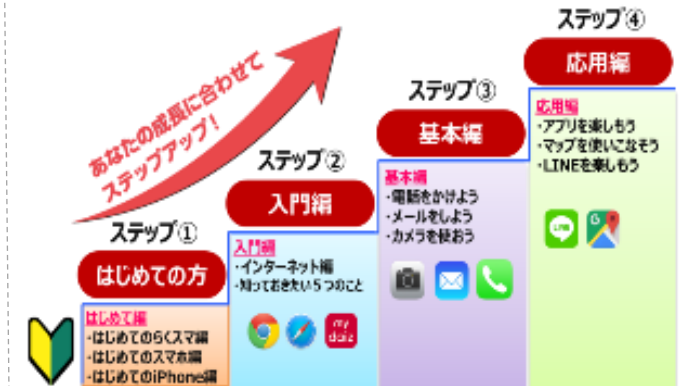 あなたの成長に合わせて
ステップアップ！
ステップ①
はじめての方
はじめて編
・はじめてのらくスマ編
・はじめてのスマホ編
・はじめてのiPhone編
ステップ②
入門編
入門編
・インターネット編
・知っておきたい５つのこと
my
daiz
ステップ③
基本編
基本編
・電話をかけよう
・メールをしよう
・カメラを使おう
ステップ④
応用編
応用編
・アプリを楽しもう
・マップを使いこなそう
・LINEを楽しもう
LINE
G